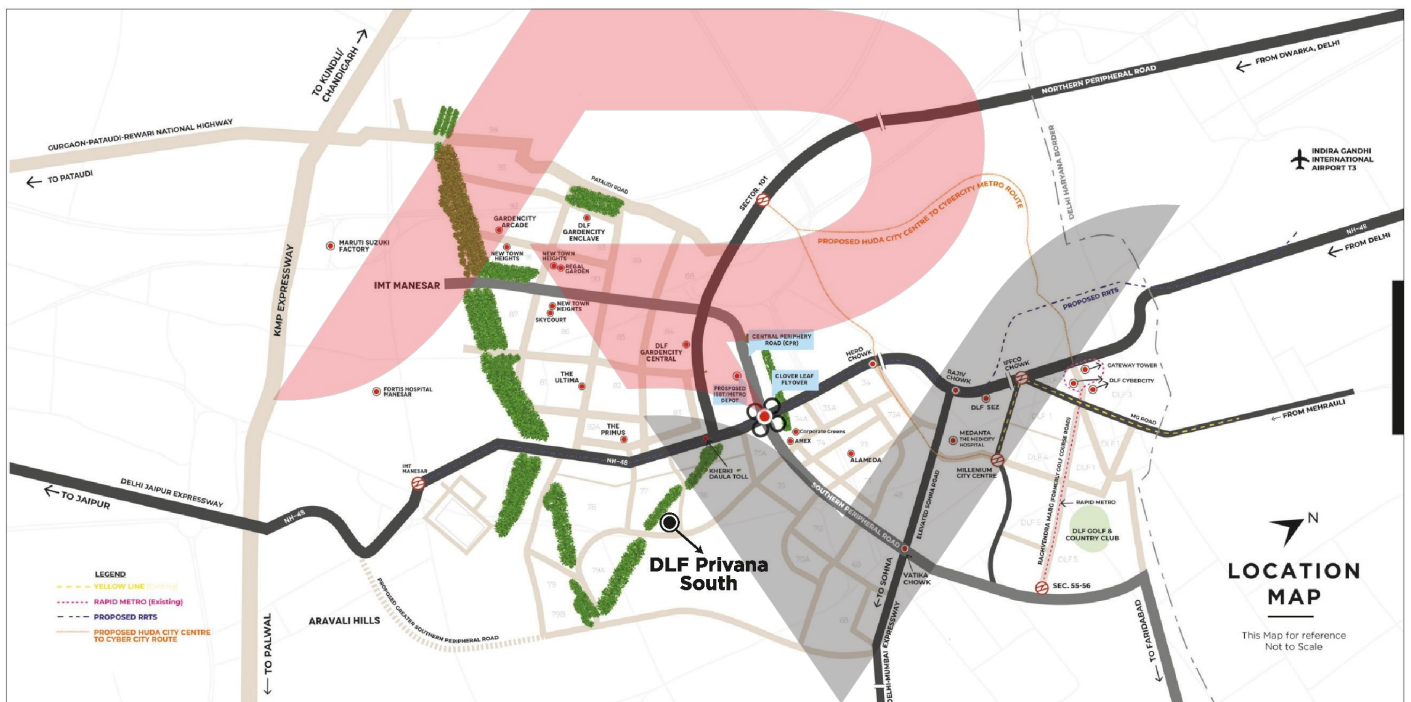 TO KUNDLI/
CHANDIGARH
GURGAON-PATAUDI-REWARI NATIONAL HIGHWAY
TO PATAUDI
KMP EXPRESSWAY
MARUTI SUZUKI
FACTORY
FORTIS HOSPITAL
MANESAR
IMT MANESAR
GARDENCITY
ARCADE
NEW TOWN
HEIGHTS
DLF
GARDENCITY
ENCLAVE
PATAUDI ROAD
NEW TOWN
HEIGHTS
REGAL
GARDEN
NEW TOWN
HEIGHTS
SKYCOURT
THE
ULTIMA
THE
PRIMUS
DLF
GARDENCITY
CENTRAL
SECTOR. 101
NORTHERN PERIPHERAL ROAD
FROM DWARKA, DELHI
DELHI HARYANA BORDER
INDIRA GANDHI
INTERNATIONAL
AIRPORT T3
PROPOSED HUDA CITY CENTRE TO CYBERCITY METRO ROUTE
NH-48
FROM DELHI
PROPOSED RRTS
CENTRAL PERIPHERY
ROAD (CPR)
CLOVER LEAF
FLYOVER
PROPOSED
ISBT/METRO
DEPOT
HERO CHOWK
RAJIV
CHOWK
IFFCO
CHOWK
GATEWAY TOWER
DLF CYBERCITY
DLF SEZ
MG ROAD
FROM MEHRAULI
Corporate Greens
AMEX
ALAMEDA
MEDANTA
THE MEDICITY
HOSPITAL
MILLENIUM
CITY CENTRE
KHERKI
DAULA TOLL
NH-48
IMT
MANESAR
DELHI JAIPUR EXPRESSWAY
TO JAIPUR
NH-48
SOUTHERN PERIPHERAL ROAD
ELEVATED SOHNA ROAD
RAGHVENDRA MARG (FORMERLY GOLF COURSE ROAD)
RAPID METRO
DLF GOLF &
COUNTRY CLUB
DLF Privana
South
VATIKA
CHOWK
SEC. 55-56
TO SOHNA
DELHI-MUMBAI EXPRESSWAY
TO FARIDABAD
ARAVALI HILLS
PROPOSED GREATER SOUTHERN PERIPHERAL ROAD
TO PALWAL
LEGEND
YELLOW LINE
RAPID METRO (Existing)
PROPOSED RRTS
PROPOSED HUDA CITY CENTRE
TO CYBER CITY ROUTE
N
LOCATION
MAP
This Map for reference
Not to Scale